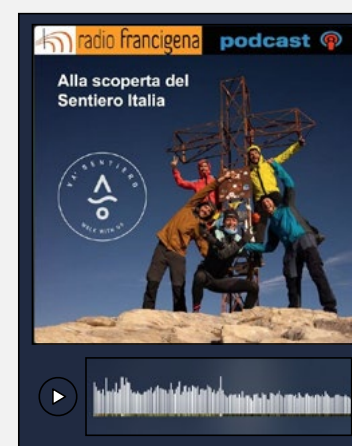 radio francigena podcast
Alla scoperta del
Sentiero Italia
VA' SENTIERO
WALK WITH US